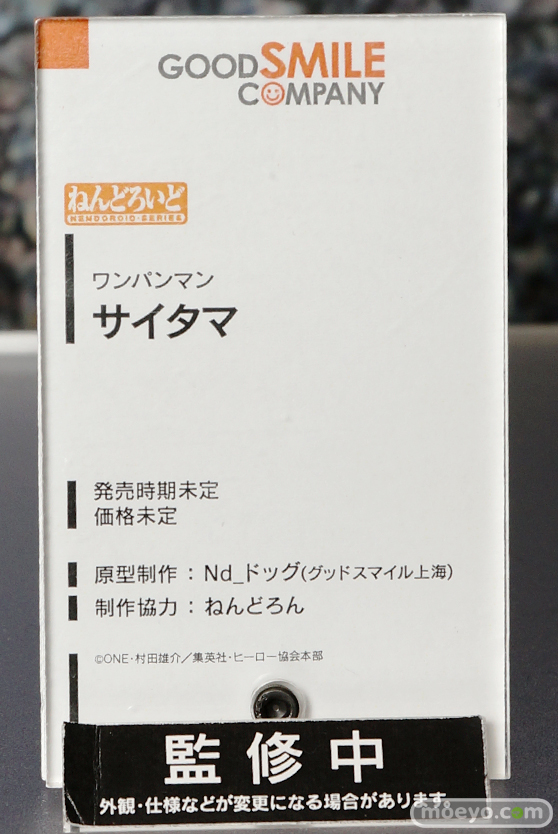 GOODSMILE
COMPANY
ねんどろいど
NENDOROID・SERIES
ワンパンマン
サイタマ
発売時期未定
価格未定
原型制作：Nd_ドッグ(グッドスマイル上海)
制作協力：ねんどろん
©ONE・村田雄介／集英社・ヒーロー協会本部
監修中
外観・仕様などが変更になる場合があります。
moeyo.com